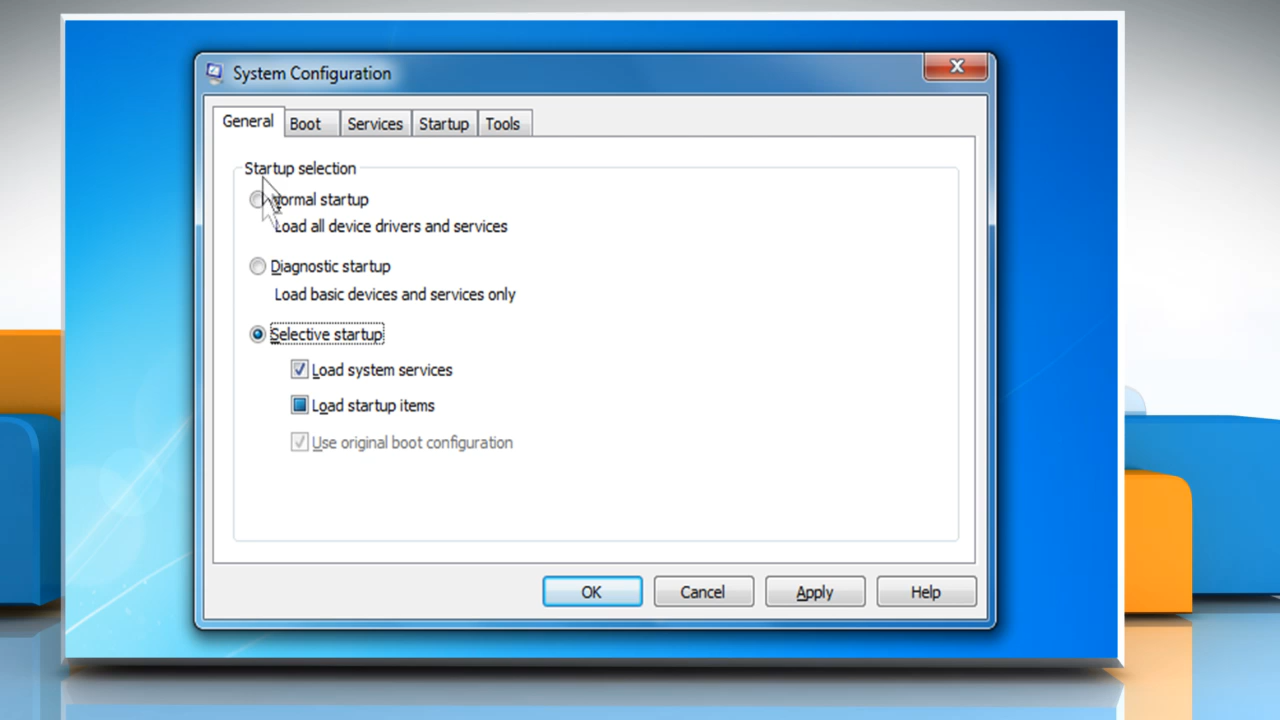 System Configuration
General Boot Services Startup Tools
Startup selection
Normal startup
Load all device drivers and services
Diagnostic startup
Load basic devices and services only
Selective startup
Load system services
Load startup items
Use original boot configuration
OK Cancel Apply Help